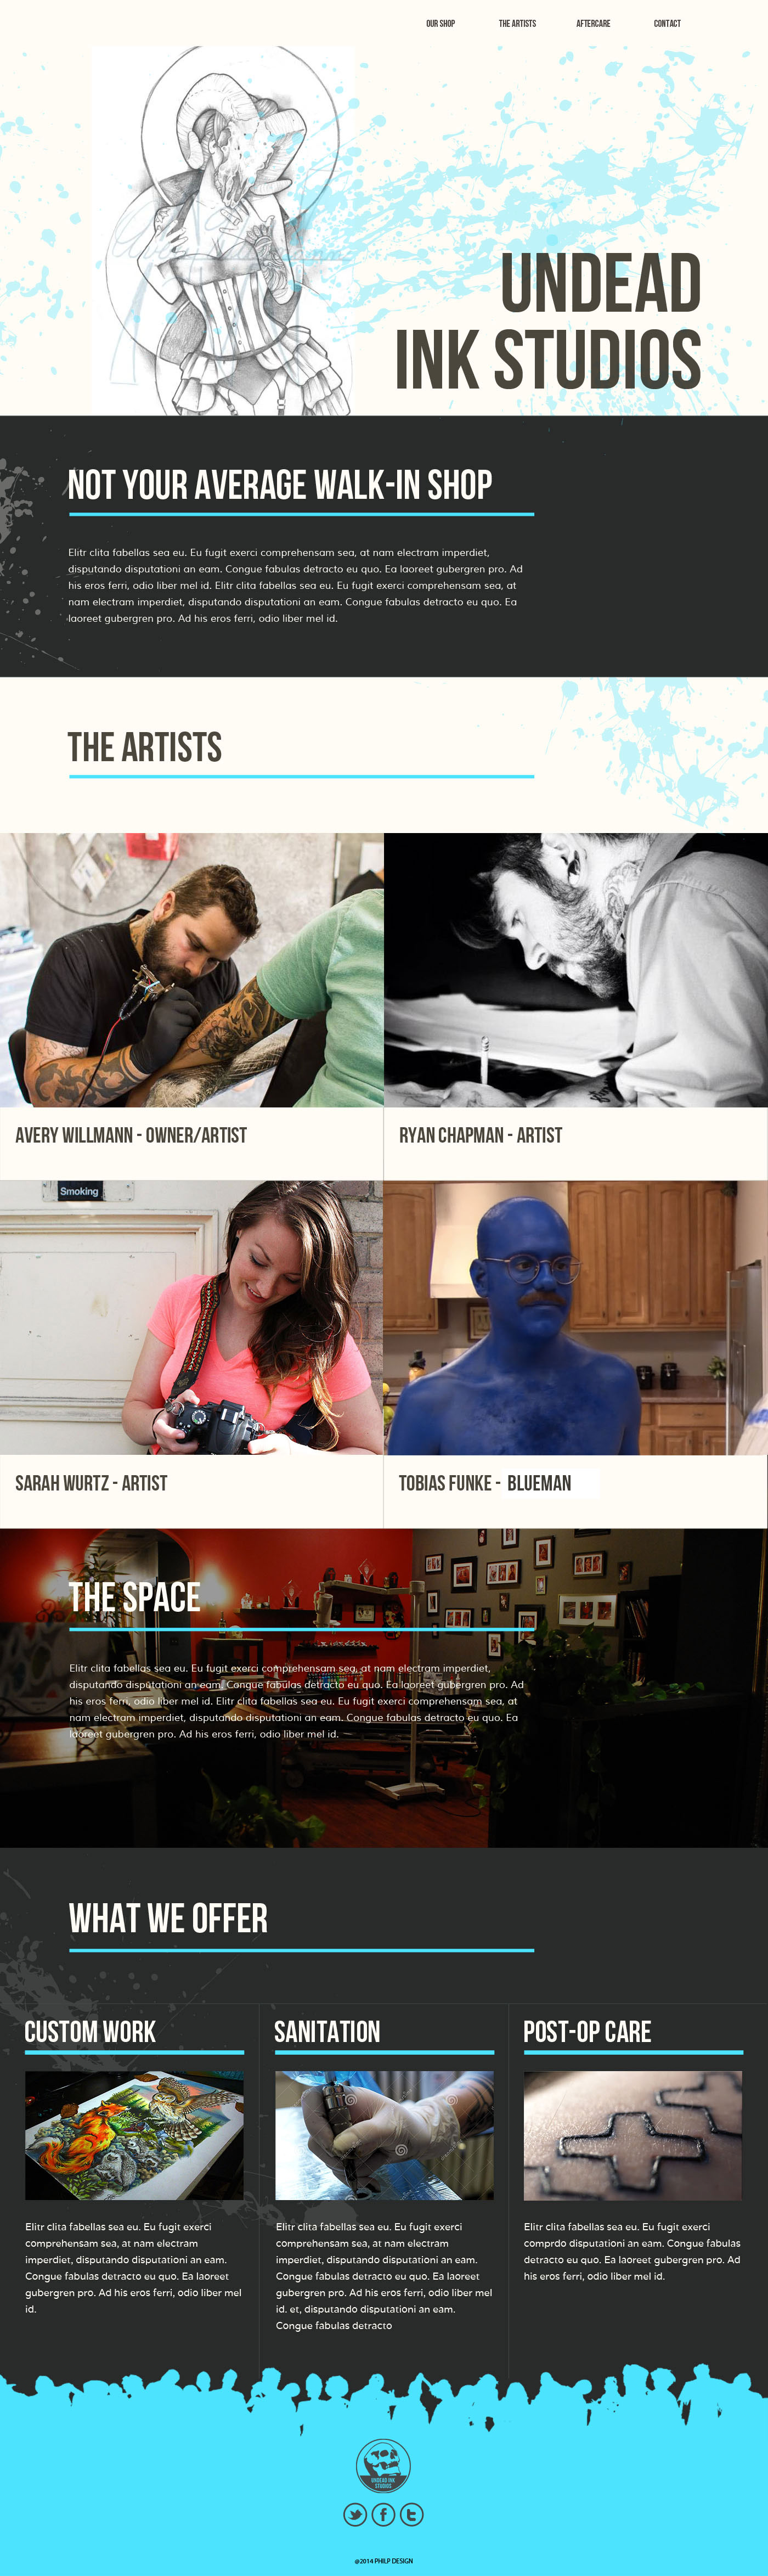 OUR SHOP THE ARTISTS AFTERCARE CONTACT
UNDEAD
INK STUDIOS
NOT YOUR AVERAGE WALK-IN SHOP
Elitr clita fabellas sea eu. Eu fugit exerci comprehensam sea, at nam electram imperdiet,
disputando disputationi an eam. Congue fabulas detracto eu quo. Ea laoreet gubergren pro. Ad
his eros ferri, odio liber mel id. Elitr clita fabellas sea eu. Eu fugit exerci comprehensam sea, at
nam electram imperdiet, disputando disputationi an eam. Congue fabulas detracto eu quo. Ea
laoreet gubergren pro. Ad his eros ferri, odio liber mel id.
THE ARTISTS
AVERY WILLMANN - OWNER/ARTIST
RYAN CHAPMAN - ARTIST
Smoking
SARAH WURTZ - ARTIST
TOBIAS FUNKE - BLUEMAN
THE SPACE
Elitr clita fabellas sea eu. Eu fugit exerci comprehensam sea, at nam electram imperdiet,
disputando disputationi an eam. Congue fabulas detracto eu quo. Ea laoreet gubergren pro. Ad
his eros ferri, odio liber mel id. Elitr clita fabellas sea eu. Eu fugit exerci comprehensam sea, at
nam electram imperdiet, disputando disputationi an eam. Congue fabulas detracto eu quo. Ea
laoreet gubergren pro. Ad his eros ferri, odio liber mel id.
WHAT WE OFFER
CUSTOM WORK
Elitr clita fabellas sea eu. Eu fugit exerci
comprehensam sea, at nam electram
imperdiet, disputando disputationi an eam.
Congue fabulas detracto eu quo. Ea laoreet
gubergren pro. Ad his eros ferri, odio liber mel
id.
SANITATION
Elitr clita fabellas sea eu. Eu fugit exerci
comprehensam sea, at nam electram
imperdiet, disputando disputationi an eam.
Congue fabulas detracto eu quo. Ea laoreet
gubergren pro. Ad his eros ferri, odio liber mel
id. et, disputando disputationi an eam.
Congue fabulas detracto
POST-OP CARE
Elitr clita fabellas sea eu. Eu fugit exerci
comprdo disputationi an eam. Congue fabulas
detracto eu quo. Ea laoreet gubergren pro. Ad
his eros ferri, odio liber mel id.
UNDEAD INK
STUDIOS
@2014 PHILP DESIGN